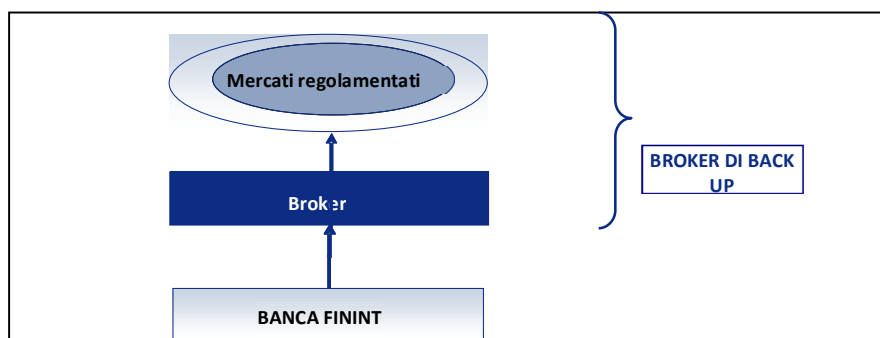 Mercati regolamentati
BROKER DI BACK
UP
Broker
BANCA FININT